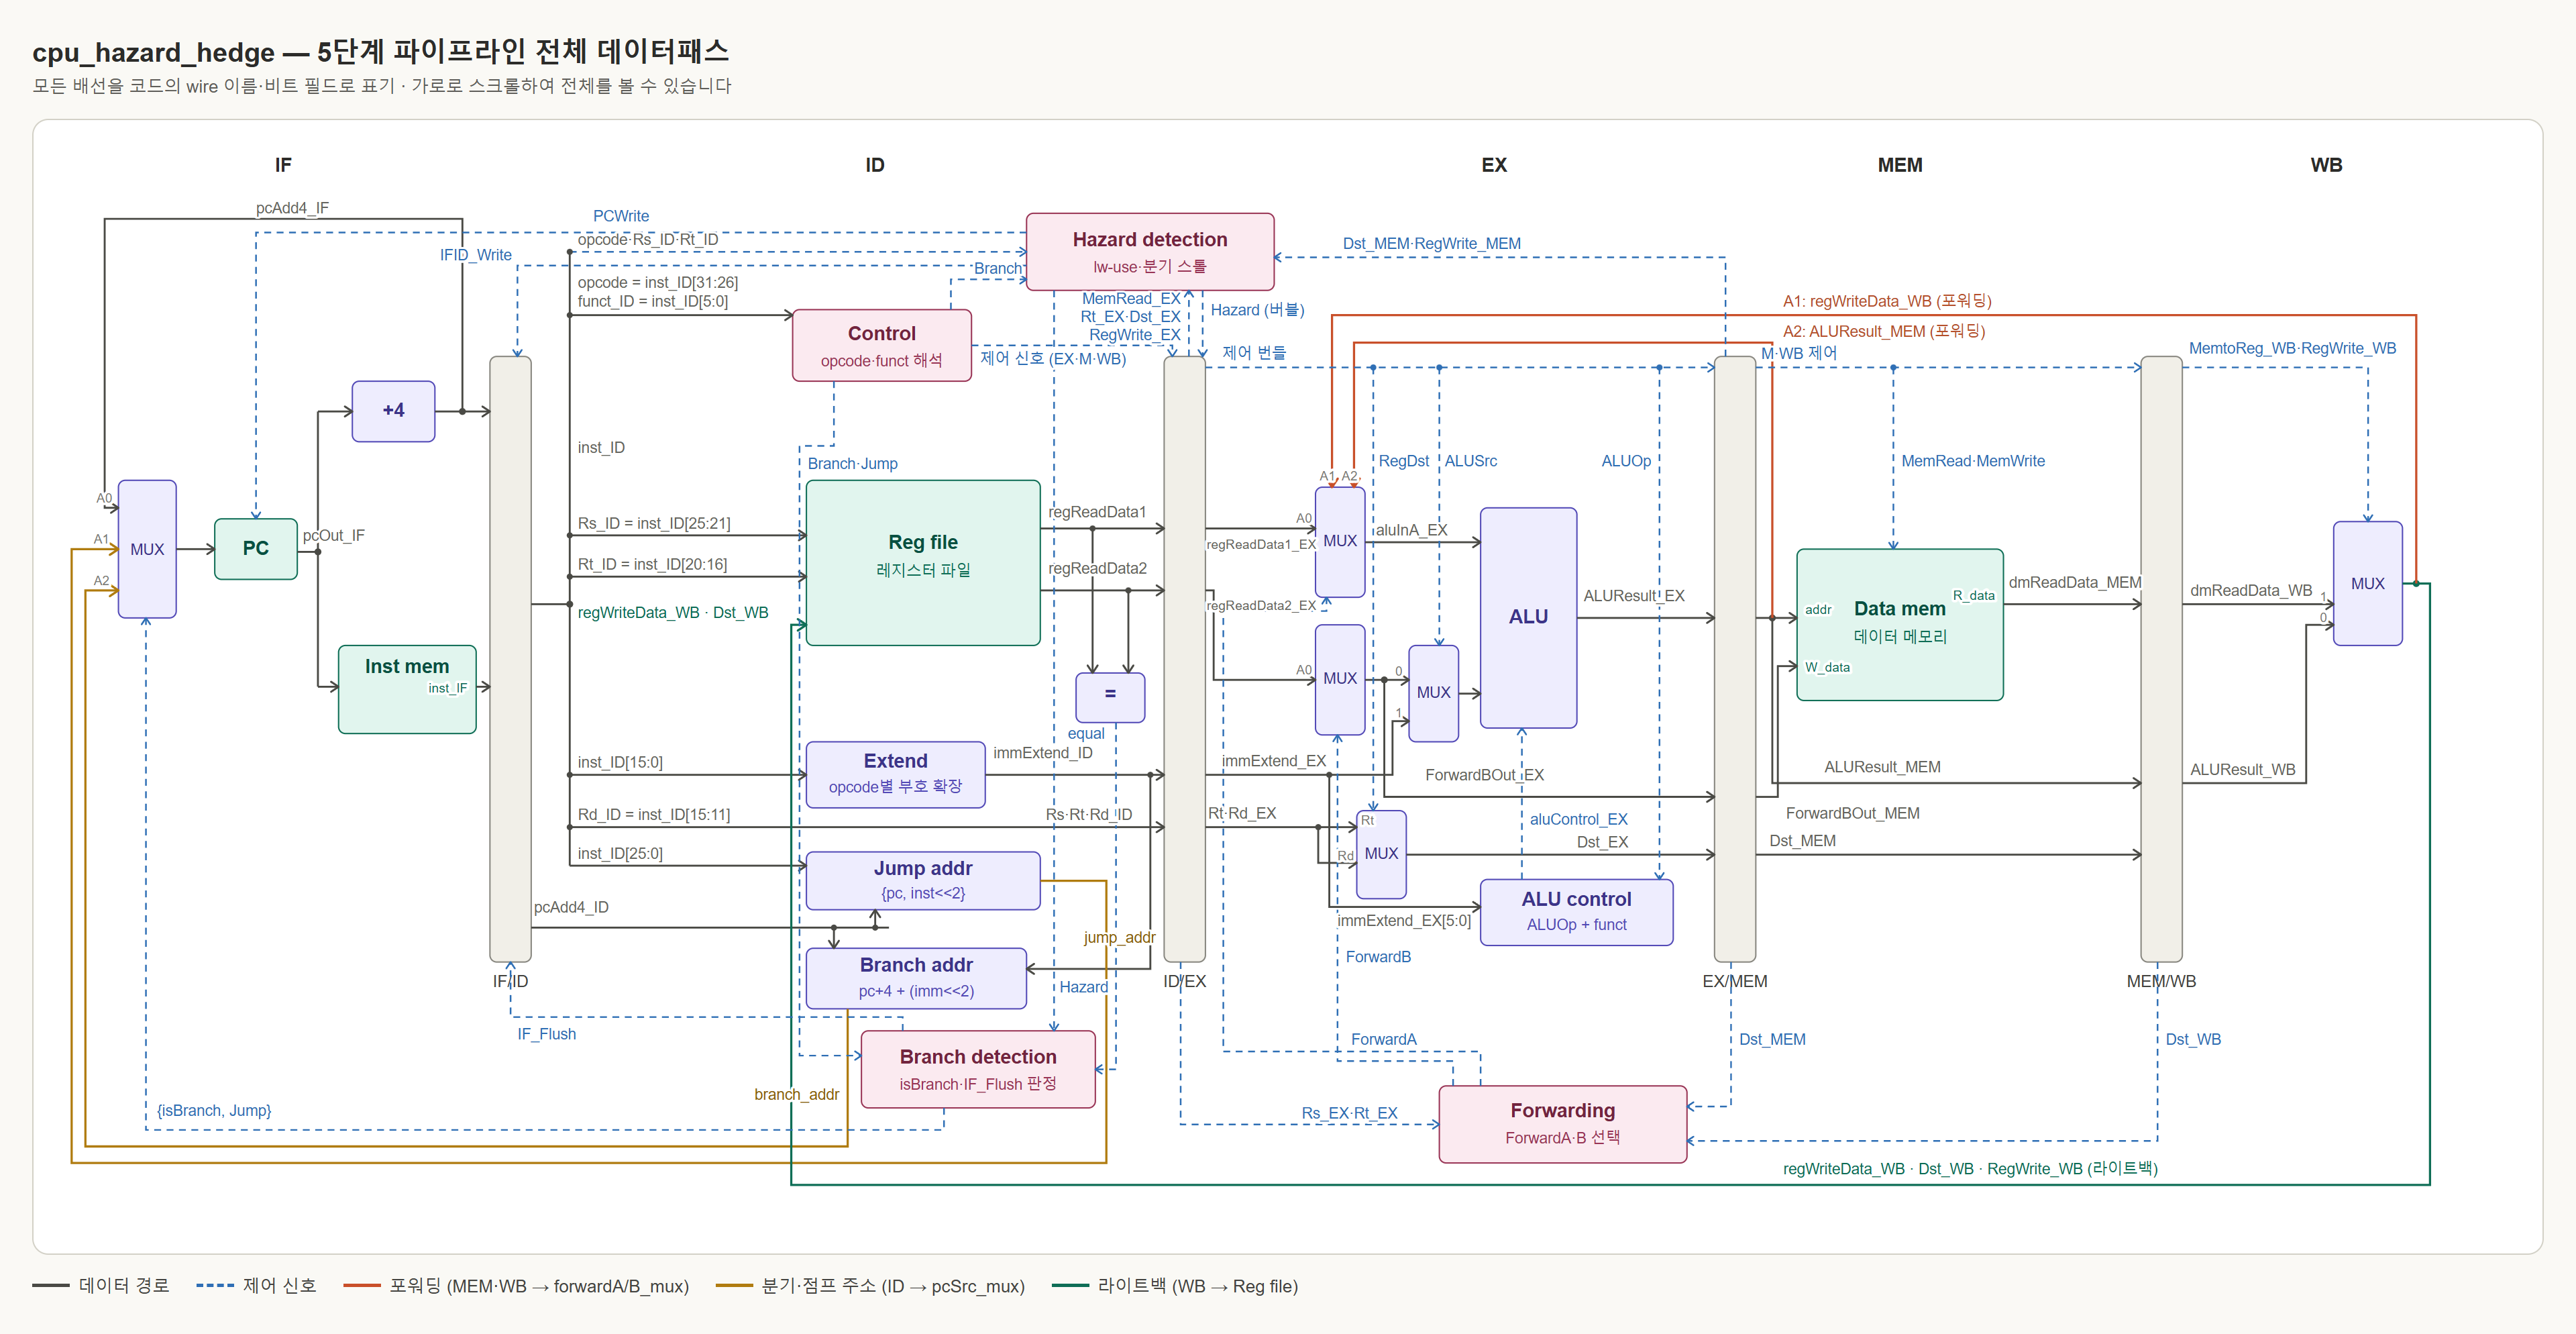 cpu_hazard_hedge — 5단계 파이프라인 전체 데이터패스
모든 배선을 코드의 wire 이름·비트 필드로 표기 · 가로로 스크롤하여 전체를 볼 수 있습니다
IF
ID
EX
MEM
WB
pcAdd4_IF
PCWrite
opcode·Rs_ID·Rt_ID
IFID_Write
Branch
Hazard detection
lw-use·분기 스톨
Dst_MEM·RegWrite_MEM
opcode = inst_ID[31:26]
funct_ID = inst_ID[5:0]
MemRead_EX
Rt_EX·Dst_EX
RegWrite_EX
Hazard (버블)
A1: regWriteData_WB (포워딩)
A2: ALUResult_MEM (포워딩)
Control
opcode·funct 해석
제어 신호 (EX·M·WB)
제어 번들
M·WB 제어
MemtoReg_WB·RegWrite_WB
+4
inst_ID
Branch·Jump
RegDst
ALUSrc
ALUOp
MemRead·MemWrite
A0
A1
A2
MUX
PC
pcOut_IF
Inst mem
inst_IF
Rs_ID = inst_ID[25:21]
Rt_ID = inst_ID[20:16]
regWriteData_WB · Dst_WB
Reg file
레지스터 파일
regReadData1
regReadData2
=
equal
A1
A2
A0
regReadData1_EX
MUX
aluInA_EX
regReadData2_EX
A0
MUX
0
1
MUX
ALU
ALUResult_EX
addr
Data mem
데이터 메모리
R_data
W_data
dmReadData_MEM
dmReadData_WB
1
0
MUX
inst_ID[15:0]
Extend
opcode별 부호 확장
immExtend_ID
immExtend_EX
ForwardBOut_EX
ALUResult_MEM
ALUResult_WB
Rd_ID = inst_ID[15:11]
Rs·Rt·Rd_ID
Rt·Rd_EX
Rt
Rd
MUX
aluControl_EX
Dst_EX
ForwardBOut_MEM
Dst_MEM
inst_ID[25:0]
Jump addr
{pc, inst<<2}
pcAdd4_ID
jump_addr
immExtend_EX[5:0]
ALU control
ALUOp + funct
Branch addr
pc+4 + (imm<<2)
Hazard
ForwardB
IF/ID
ID/EX
EX/MEM
MEM/WB
IF_Flush
Branch detection
isBranch·IF_Flush 판정
ForwardA
Dst_MEM
Dst_WB
branch_addr
{isBranch, Jump}
Rs_EX·Rt_EX
Forwarding
ForwardA·B 선택
regWriteData_WB · Dst_WB · RegWrite_WB (라이트백)
데이터 경로
제어 신호
포워딩 (MEM·WB → forwardA/B_mux)
분기·점프 주소 (ID → pcSrc_mux)
라이트백 (WB → Reg file)